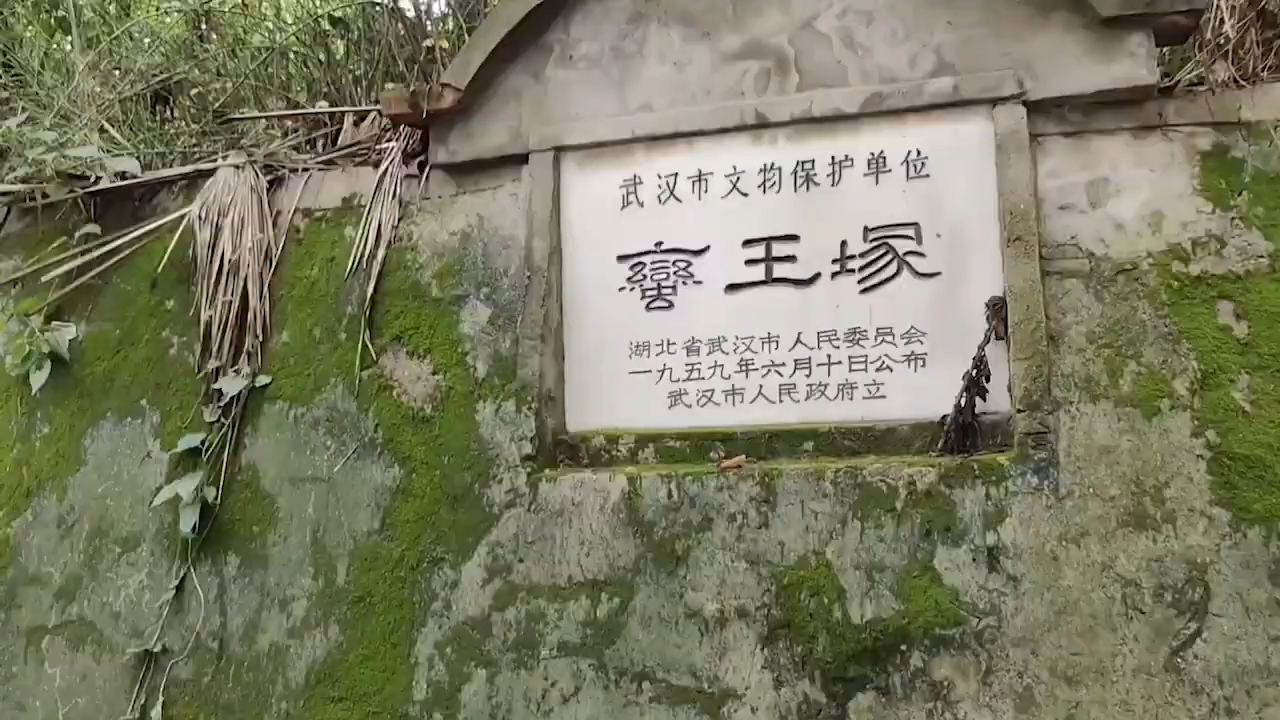 武汉市文物保护单位
蠻王塚
湖北省武汉市人民委员会
一九五九年六月十日公布
武汉市人民政府立